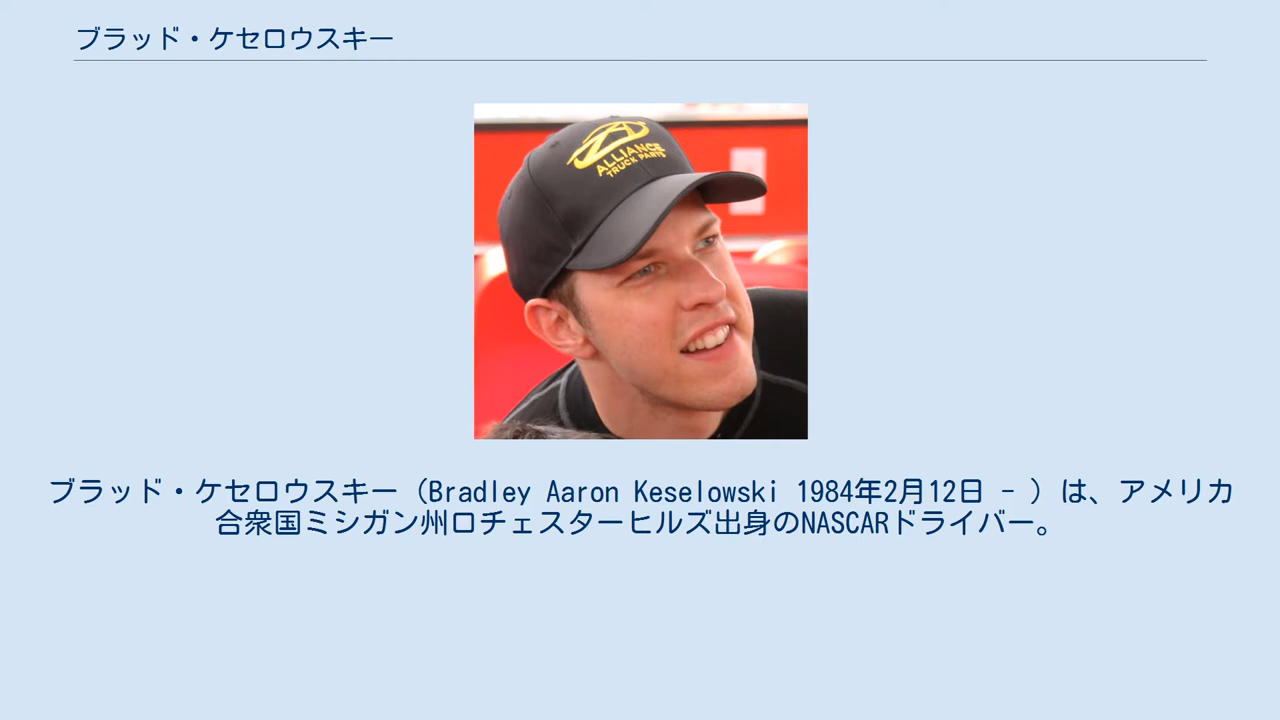 ブラッド・ケセロウスキー
ALLIANCE
TRUCK PARTS
ブラッド・ケセロウスキー（Bradley Aaron Keselowski 1984年2月12日 - ）は、アメリカ
合衆国ミシガン州ロチェスターヒルズ出身のNASCARドライバー。